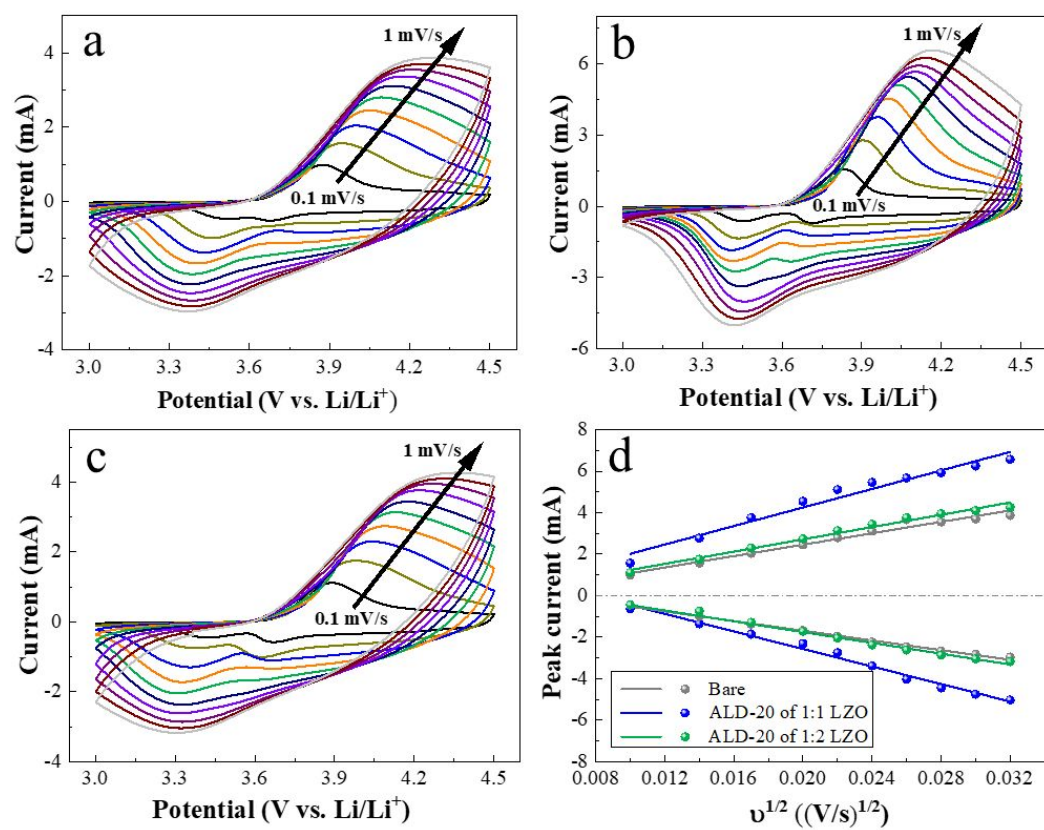 a
1 mV/s
0.1 mV/s
4
2
0
-2
-4
Current (mA)
3.0 3.3 3.6 3.9 4.2 4.5
Potential (V vs. Li/Li⁺)
b
1 mV/s
0.1 mV/s
6
3
0
-3
-6
Current (mA)
3.0 3.3 3.6 3.9 4.2 4.5
Potential (V vs. Li/Li⁺)
c
1 mV/s
0.1 mV/s
4
2
0
-2
-4
Current (mA)
3.0 3.3 3.6 3.9 4.2 4.5
Potential (V vs. Li/Li⁺)
d
8
6
4
2
0
-2
-4
-6
-8
Peak current (mA)
Bare
ALD-20 of 1:1 LZO
ALD-20 of 1:2 LZO
0.008 0.012 0.016 0.020 0.024 0.028 0.032
υ¹ᐟ² ((V/s)¹ᐟ²)